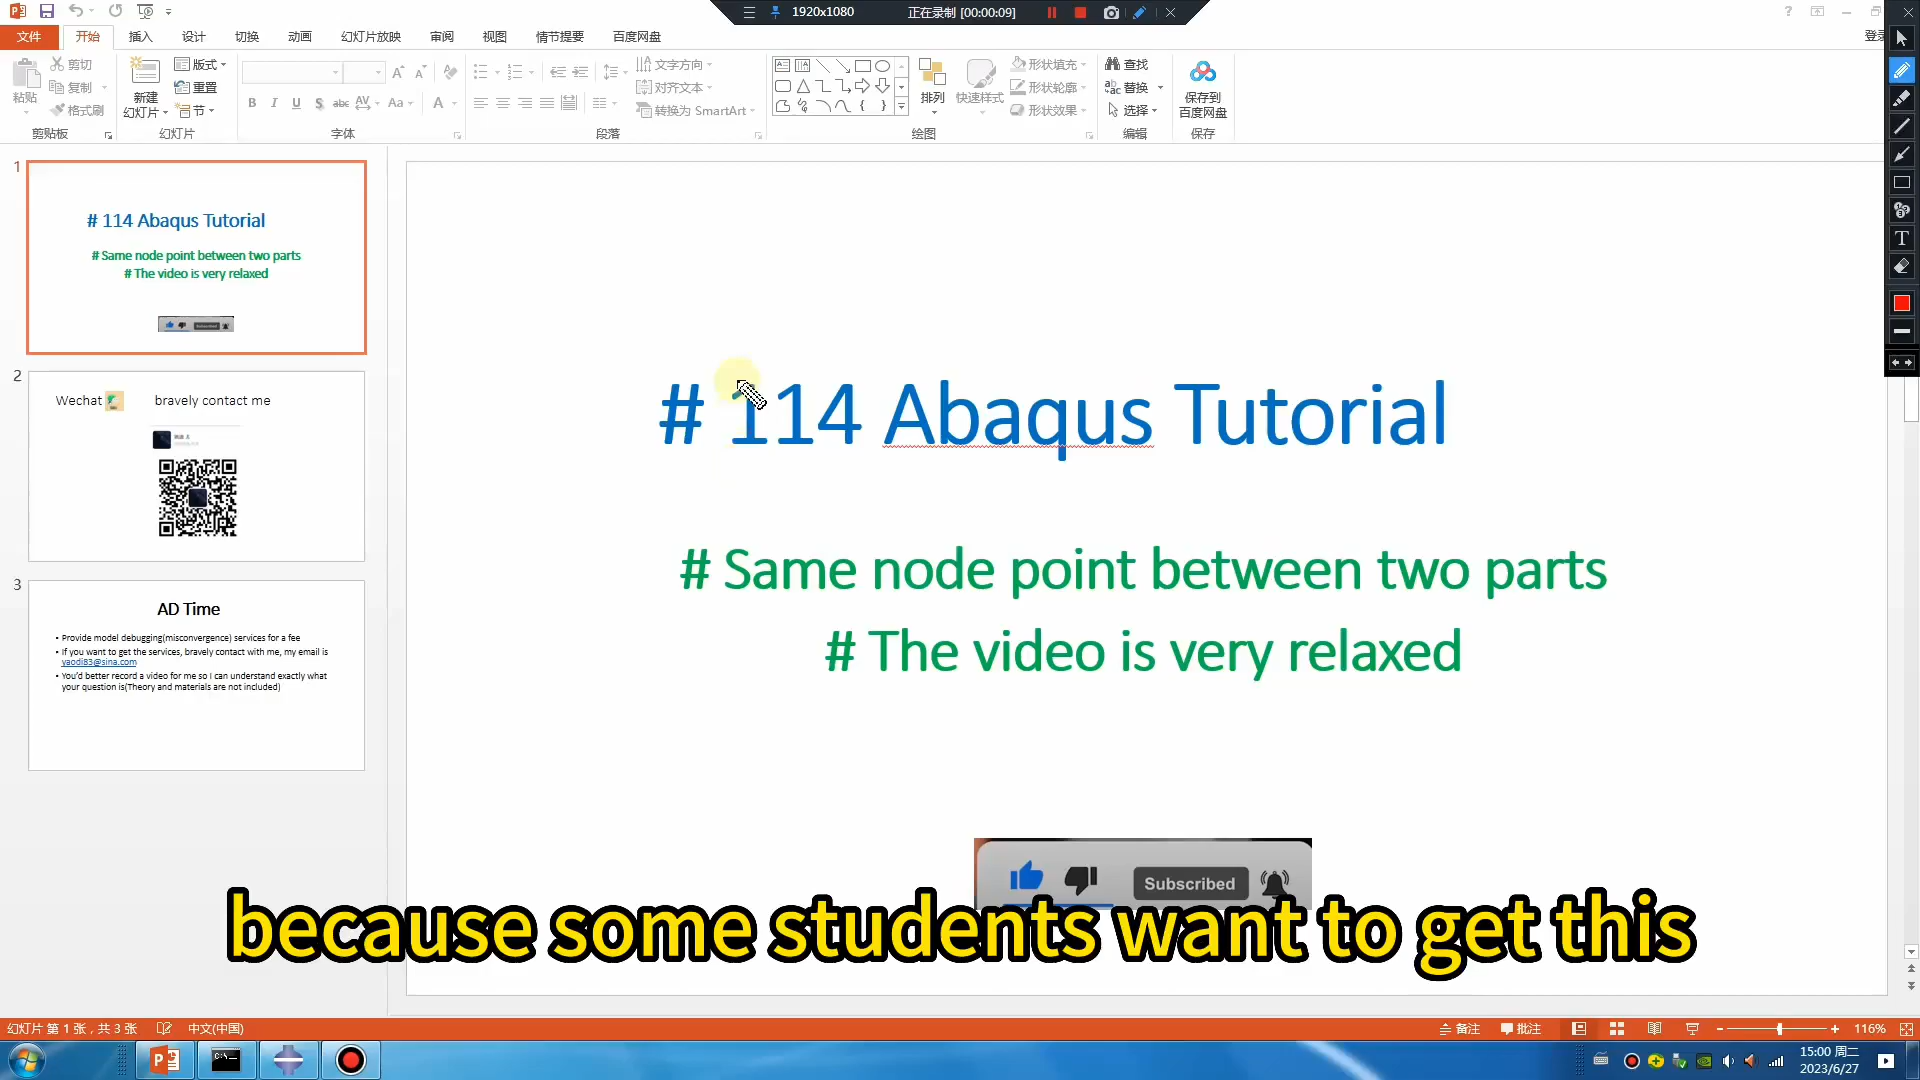 1920x1080 正在录制 [00:00:09]
文件 开始 插入 设计 切换 动画 幻灯片放映 审阅 视图 情节提要 百度网盘 登录
粘贴 剪切 复制 格式刷 剪贴板
新建 幻灯片 版式 重置 节 幻灯片
B I U S abc AV Aa A 字体
文字方向 对齐文本 转换为 SmartArt 段落
排列 快速样式 形状填充 形状轮廓 形状效果 绘图
查找 替换 选择 编辑
保存到 百度网盘 保存
1
# 114 Abaqus Tutorial
# Same node point between two parts
# The video is very relaxed
Subscribed
2
Wechat bravely contact me
3
AD Time
• Provide model debugging(misconvergence) services for a fee
• If you want to get the services, bravely contact with me, my email is
yaodi83@sina.com
• You'd better record a video for me so I can understand exactly what
your question is(Theory and materials are not included)
# 114 Abaqus Tutorial
# Same node point between two parts
# The video is very relaxed
Subscribed
because some students want to get this
幻灯片 第 1 张，共 3 张 中文(中国) 备注 批注 116%
15:00 周二
2023/6/27